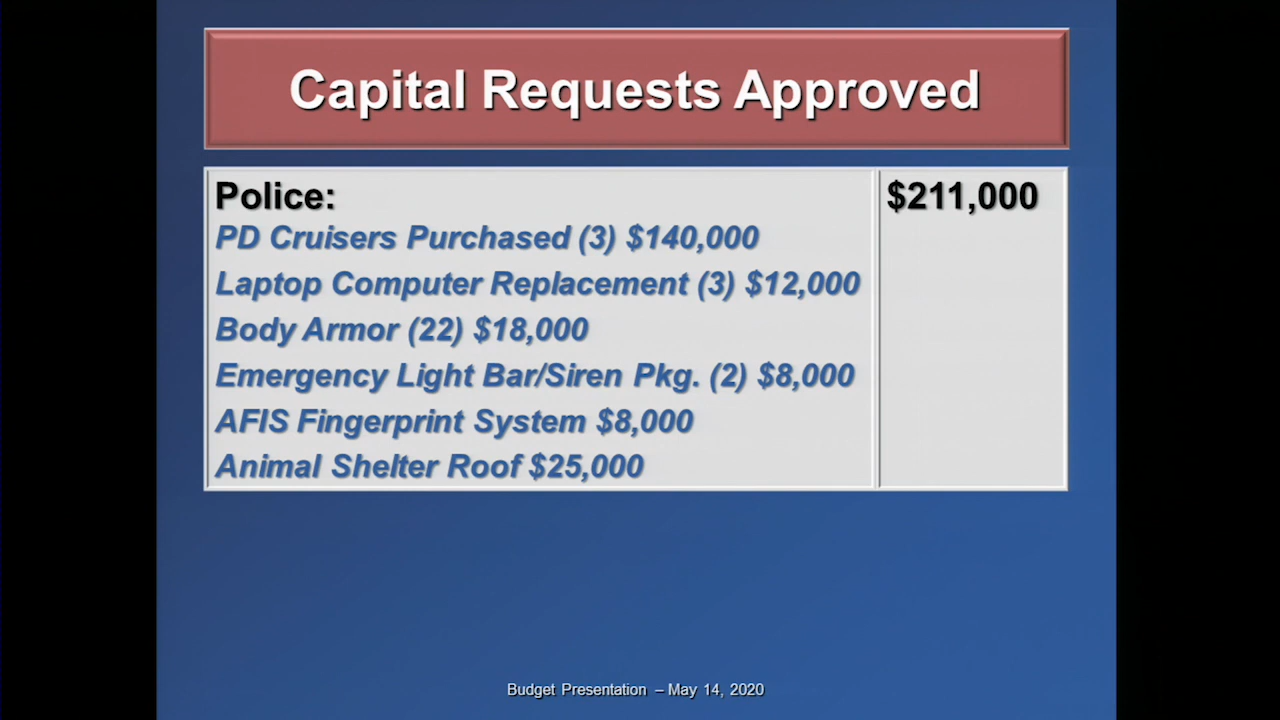 Capital Requests Approved
Police:
$211,000
PD Cruisers Purchased (3) $140,000
Laptop Computer Replacement (3) $12,000
Body Armor (22) $18,000
Emergency Light Bar/Siren Pkg. (2) $8,000
AFIS Fingerprint System $8,000
Animal Shelter Roof $25,000
Budget Presentation – May 14, 2020